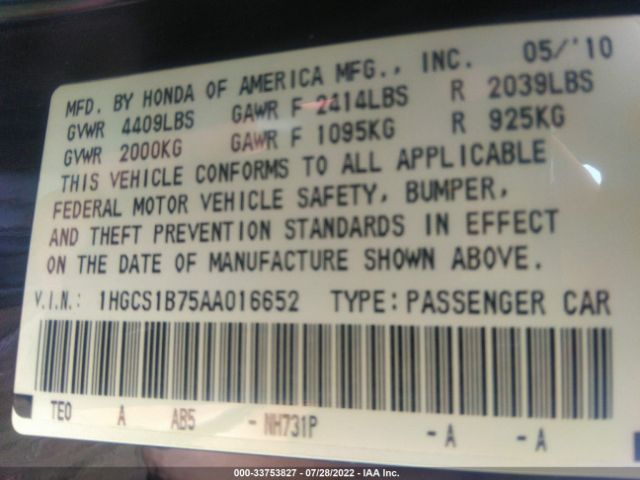 MFD. BY HONDA OF AMERICA MFG., INC. 05/'10
GVWR 4409LBS GAWR F 2414LBS R 2039LBS
GVWR 2000KG GAWR F 1095KG R 925KG
THIS VEHICLE CONFORMS TO ALL APPLICABLE
FEDERAL MOTOR VEHICLE SAFETY, BUMPER,
AND THEFT PREVENTION STANDARDS IN EFFECT
ON THE DATE OF MANUFACTURE SHOWN ABOVE.
V.I.N.: 1HGCS1B75AA016652 TYPE: PASSENGER CAR
TE0 A AB5 - NH731P - A - A
000-33753827 - 07/28/2022 - IAA Inc.